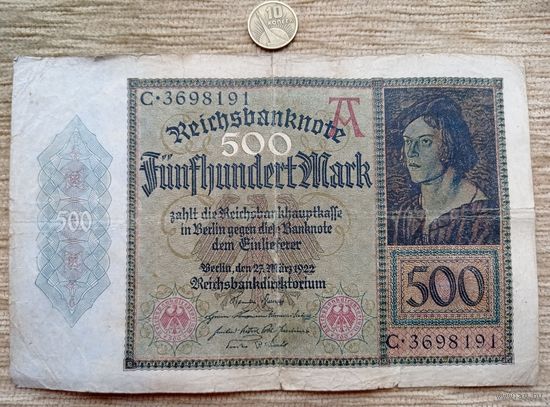 10
КОПЕЕК
C·3698191
A
Reichsbanknote
500
Fünfhundert Mark
zahlt die Reichsbankhauptkasse
in Berlin gegen diese Banknote
dem Einlieferer
Berlin, den 27. März 1922
Reichsbankdirektorium
500
500
C·3698191